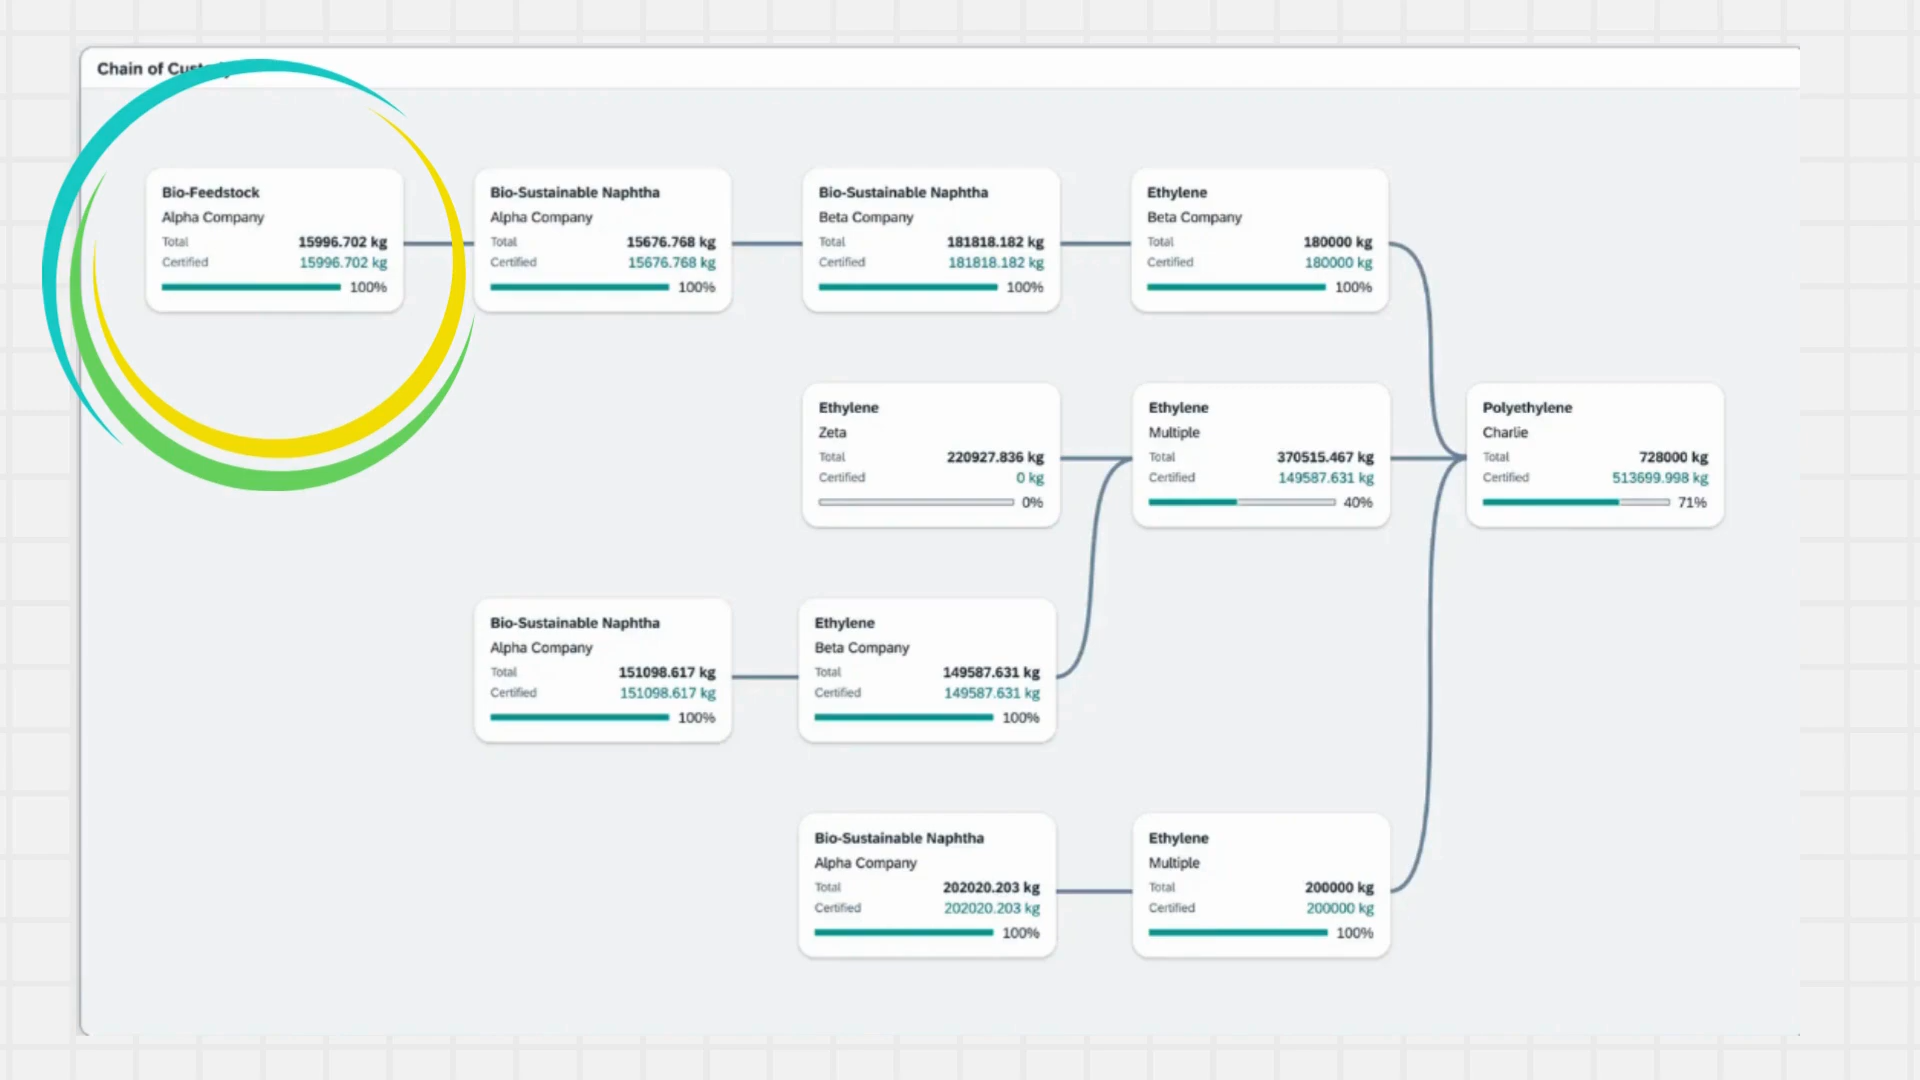 Chain of
Bio-Feedstock
Alpha Company
Total 15996.702 kg
Certified 15996.702 kg
100%
Bio-Sustainable Naphtha
Alpha Company
Total 15676.768 kg
Certified 15676.768 kg
100%
Bio-Sustainable Naphtha
Beta Company
Total 181818.182 kg
Certified 181818.182 kg
100%
Ethylene
Beta Company
Total 180000 kg
Certified 180000 kg
100%
Ethylene
Zeta
Total 220927.836 kg
Certified 0 kg
0%
Ethylene
Multiple
Total 370515.467 kg
Certified 149587.631 kg
40%
Polyethylene
Charlie
Total 728000 kg
Certified 513699.998 kg
71%
Bio-Sustainable Naphtha
Alpha Company
Total 151098.617 kg
Certified 151098.617 kg
100%
Ethylene
Beta Company
Total 149587.631 kg
Certified 149587.631 kg
100%
Bio-Sustainable Naphtha
Alpha Company
Total 202020.203 kg
Certified 202020.203 kg
100%
Ethylene
Multiple
Total 200000 kg
Certified 200000 kg
100%